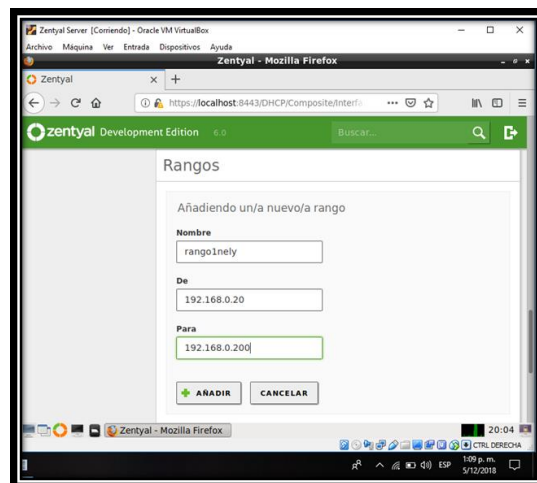 Zentyal Server [Corriendo] - Oracle VM VirtualBox
Archivo Máquina Ver Entrada Dispositivos Ayuda
Zentyal - Mozilla Firefox
Zentyal
https://localhost:8443/DHCP/Composite/Interfa
zentyal Development Edition 6.0
Buscar...
Rangos
Añadiendo un/a nuevo/a rango
Nombre
rango1nely
De
192.168.0.20
Para
192.168.0.200
AÑADIR CANCELAR
Zentyal - Mozilla Firefox
20:04
CTRL DERECHA
ESP
1:09 p. m.
5/12/2018